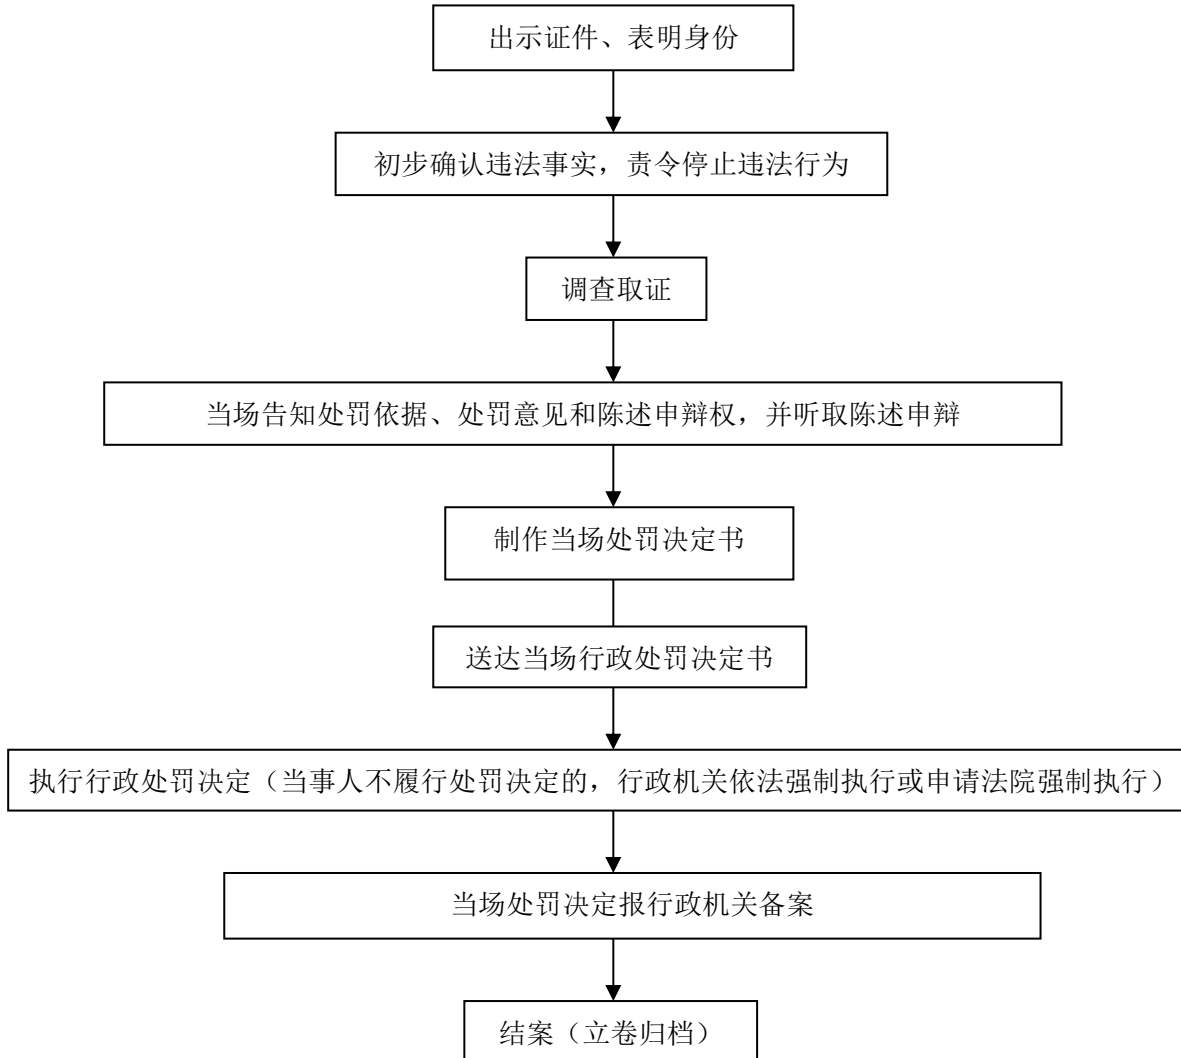 出示证件、表明身份
初步确认违法事实，责令停止违法行为
调查取证
当场告知处罚依据、处罚意见和陈述申辩权，并听取陈述申辩
制作当场处罚决定书
送达当场行政处罚决定书
执行行政处罚决定（当事人不履行处罚决定的，行政机关依法强制执行或申请法院强制执行）
当场处罚决定报行政机关备案
结案（立卷归档）